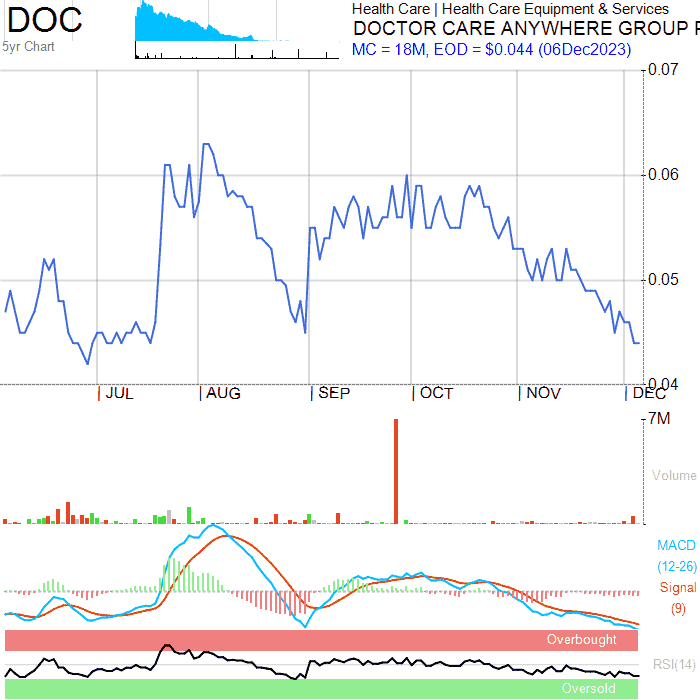 DOC
5yr Chart
Health Care | Health Care Equipment & Services
DOCTOR CARE ANYWHERE GROUP
MC = 18M, EOD = $0.044 (06Dec2023)
0.07
0.06
0.05
0.04
JUL
AUG
SEP
OCT
NOV
DEC
7M
Volume
MACD
(12-26)
Signal
(9)
Overbought
RSI(14)
Oversold